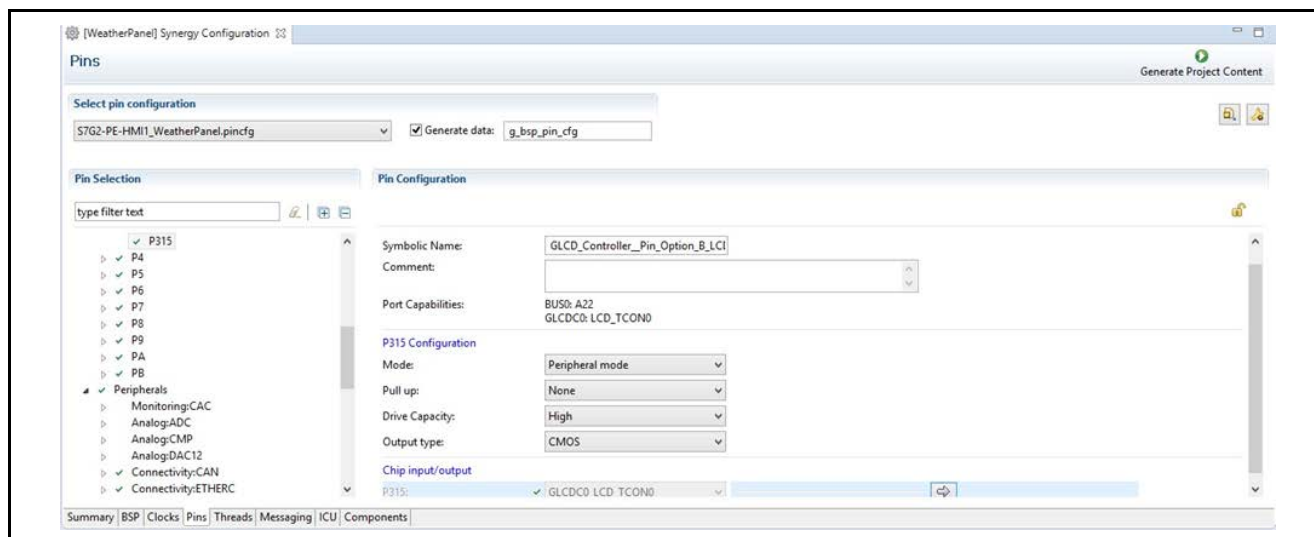 [WeatherPanel] Synergy Configuration
Pins
Generate Project Content
Select pin configuration
S7G2-PE-HMI1_WeatherPanel.pincfg
Generate data: g_bsp_pin_cfg
Pin Selection
Pin Configuration
type filter text
P315
P4
P5
P6
P7
P8
P9
PA
PB
Peripherals
Monitoring:CAC
Analog:ADC
Analog:CMP
Analog:DAC12
Connectivity:CAN
Connectivity:ETHERC
Symbolic Name: GLCD_Controller__Pin_Option_B_LCI
Comment:
Port Capabilities: BUS0: A22
GLCDC0: LCD_TCON0
P315 Configuration
Mode: Peripheral mode
Pull up: None
Drive Capacity: High
Output type: CMOS
Chip input/output
P315: GLCDC0 LCD TCON0
Summary BSP Clocks Pins Threads Messaging ICU Components